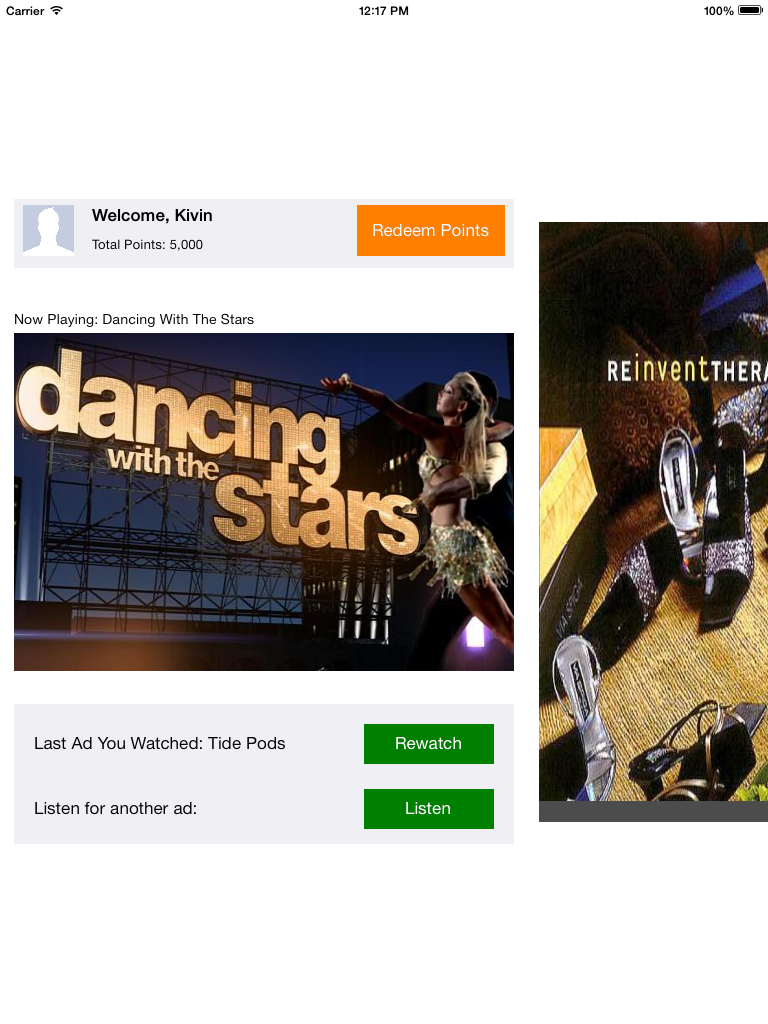 Carrier 12:17 PM 100%
Welcome, Kivin
Total Points: 5,000
Redeem Points
Now Playing: Dancing With The Stars
dancing
with the
stars
Last Ad You Watched: Tide Pods
Rewatch
Listen for another ad:
Listen
REinventTHERA